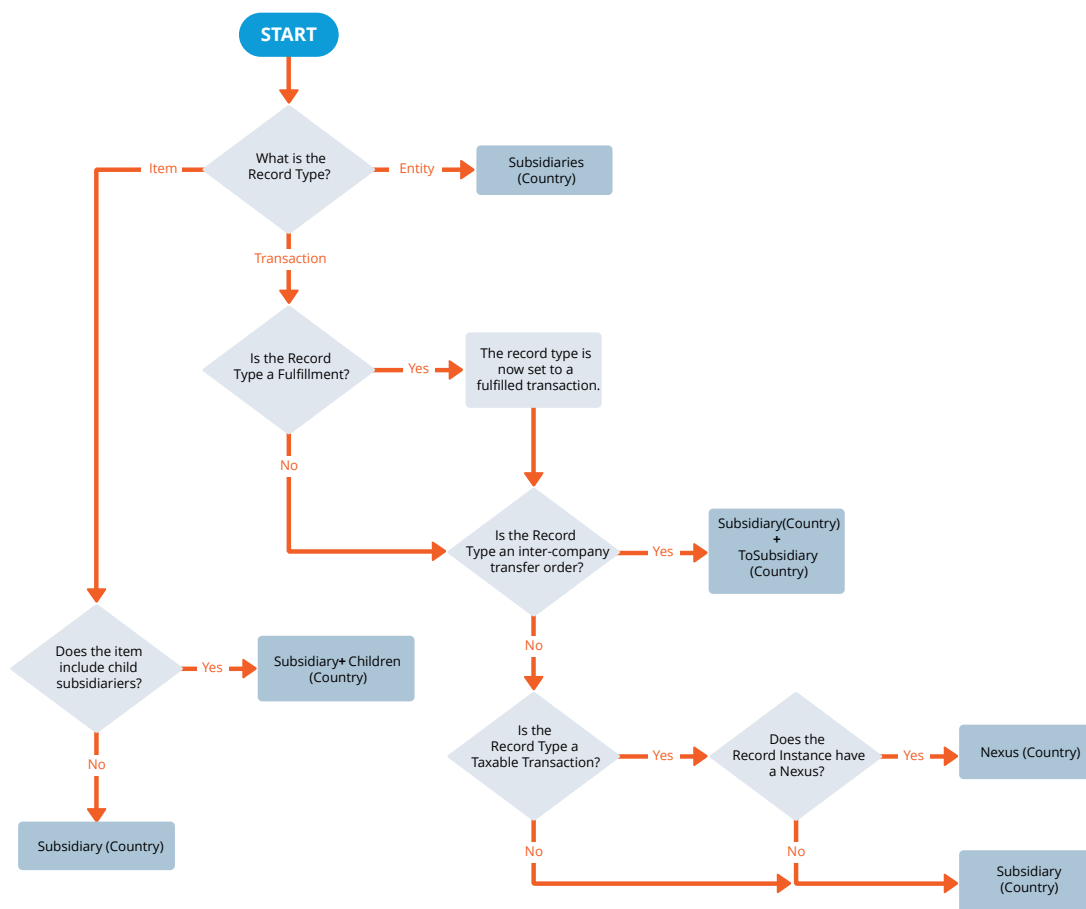 START
What is the
Record Type?
Item
Entity
Subsidiaries
(Country)
Transaction
Is the Record
Type a Fulfillment?
Yes
The record type is
now set to a
fulfilled transaction.
No
Is the Record
Type an inter-company
transfer order?
Yes
Subsidiary(Country)
+
ToSubsidiary
(Country)
No
Does the item
include child
subsidiariers?
Yes
Subsidiary+ Children
(Country)
No
Subsidiary (Country)
Is the
Record Type a
Taxable Transaction?
Yes
Does the
Record Instance have
a Nexus?
Yes
Nexus (Country)
No
No
Subsidiary
(Country)